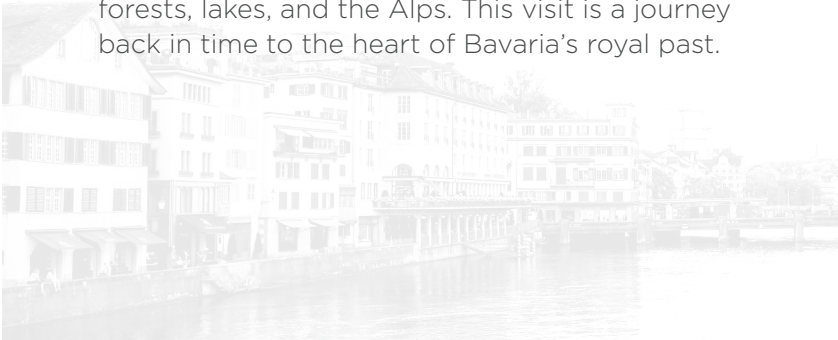 forests, lakes, and the Alps. This visit is a journey
back in time to the heart of Bavaria’s royal past.